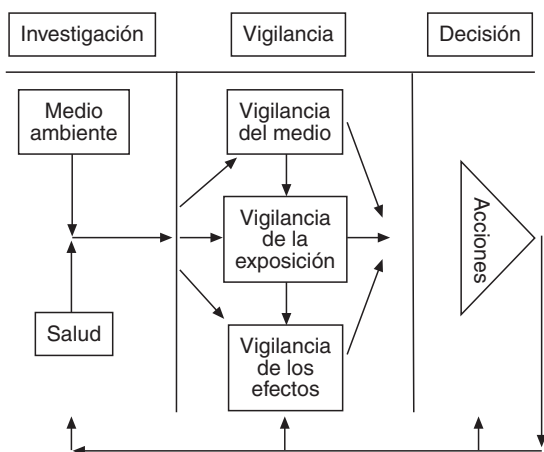 Investigación
Vigilancia
Decisión
Medio
ambiente
Salud
Vigilancia
del medio
Vigilancia
de la
exposición
Vigilancia
de los
efectos
Acciones